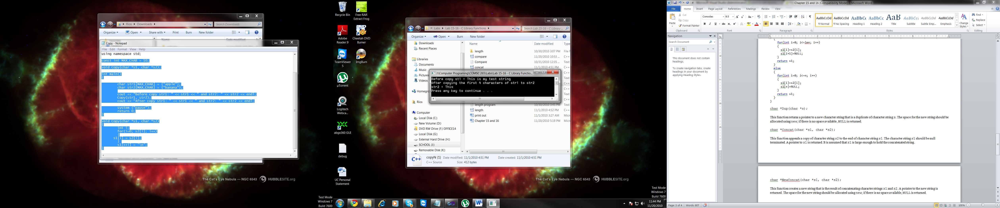 Rios ▸ Downloads ▸
Search Downloads
Organize Open Share with Print Burn New folder
Copy - Notepad
File Edit Format View Help
using namespace std;
const int MAX_CHAR = 10;
void Copy(char *s1, char *s2);
int main()
{
char str1[MAX_CHAR] = {"apple"};
char str2[MAX_CHAR] = {"banana"};
cout << "Before copy str1: " << str1 << " and str2: " << str2 << endl;
Copy(str1, str2);
cout << "After copy str1: " << str1 << " and str2: " << str2 << endl;
system ("pause");
return 0;
}
void Copy(char *s1, char *s2)
{
int i;
for(i=0; s2[i]; i++)
{
s1[i] = s2[i];
}
s1[++i] = '\n';
}
The Cat's Eye Nebula — NGC 6543 HUBBLESITE.org
Test Mode
Windows 7
Build 7600
Recycle Bin
Free RAR
Extract Frog
Adobe
Reader 9
Cheetah DVD
Burner
TeamViewer
5
ImgBurn
µTorrent
Logitech
Webca...
abgx360 GUI
debug
UC Personal
Statement
« Labs ▸ Lab 15-16 - C Library Functions ▸
Search Lab 15-16 - C Library ...
Organize Open Burn New folder
Downloads
Recent Places
Libraries
Documents
Music
Pictures
Videos
Homegro
Rios
Computer
Local Disk (C:)
New Volume (D:)
DVD RW Drive (F:) OFFICE14
Local Disk (G:)
External Hard Drive (H:)
SCHOOL (J:)
Removable Disk (K:)
Name Date modified Type
length 10/30/2010 3:07 PM File f
compare 11/20/2010 10:53 ... C++
Compare 10/31/2010 12:35 ... Text
concat 11/1/2010 4:51 PM C++
C++
Text
C++
C++
Text
C++
length program 10/30/2010 3:45 PM Text
length 11/1/2010 4:52 PM C++
print out 11/1/2010 3:27 AM Micro
Chapter 15 and 16 11/20/2010 5:19 PM Micro
J:\Computer Programing\COMSC 265\Labs\Lab 15-16 - C Library Functio...
Before copy st1 = This is my test string
After copying the first 4 characters of str1 to str2
str2 = This
Press any key to continue . . .
copyN (1) Date modified: 11/1/2010 4:51 PM Date created: 11/1/2010 4:51 PM
C++ Source Size: 412 bytes
The Cat's Eye Nebula — NGC 6543 HUBBLESITE.org
Test Mode
Windows 7
Build 7600
11:44 PM
11/20/2010
Chapter 15 and 16 [Compatibility Mode] - Microsoft Word
File Home Insert Page Layout References Mailings Review View
Paste
Cut
Copy
Format Painter
Clipboard
Consolas 9.5
Font
Paragraph
AaBbCcDd AaBbCcDd AaBbCc AaBbCc AaB AaBbCcI AaBbCcDd AaBbCcDd
¶ Normal ¶ No Spacing Heading 1 Heading 2 Title Subtitle Subtle Emp... Emphasis
Change
Styles
Styles
Find
Replace
Select
Editing
Navigation
Search Document
This document does not contain
headings.
To create navigation tabs, create
headings in your document by
applying Heading Styles.
1 2 3 4 5 6 7
{
for(int i=0; i<=len; i++)
{
s1[i]=s2[i];
s1[i+1]=NULL;
}
return s1;
}
else
{
for(int i=0; i<=n; i++)
{
s1[i]=s2[i];
s1[n]=NULL;
}
return s1;
}
}
char *Dup(char *s);
This function returns a pointer to a new character string that is a duplicate of character string s. The space for the new string should be
allocated using new; if there is no space available, NULL is returned.
char *Concat(char *s1, char *s2);
This function appends a copy of character string s2 to the end of character string s1. The character string s1 should be null
terminated. A pointer to s1 is returned. It is assumed that s1 is large enough to hold the concatenated string.
char *NewConcat(char *s1, char *s2);
This function creates a new string that is the result of concatenating character strings s1 and s2. A pointer to the new string is
returned. The space for the new string should be allocated using new; if there is no space available, NULL is returned.
Page: 3 of 4 Words: 807 100%